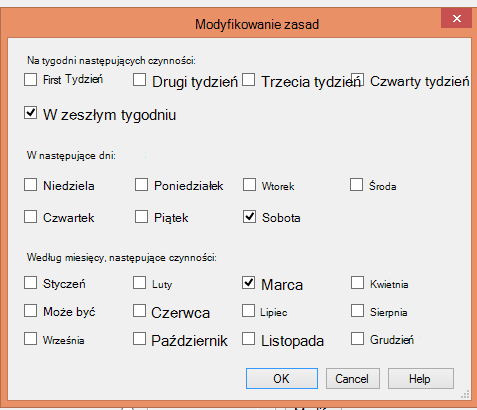 Modyfikowanie zasad
Na tygodni następujących czynności:
First Tydzień Drugi tydzień Trzecia tydzień Czwarty tydzień
W zeszłym tygodniu
W następujące dni:
Niedziela Poniedziałek Wtorek Środa
Czwartek Piątek Sobota
Według miesięcy, następujące czynności:
Styczeń Luty Marca Kwietnia
Może być Czerwca Lipiec Sierpnia
Września Październik Listopada Grudzień
OK Cancel Help